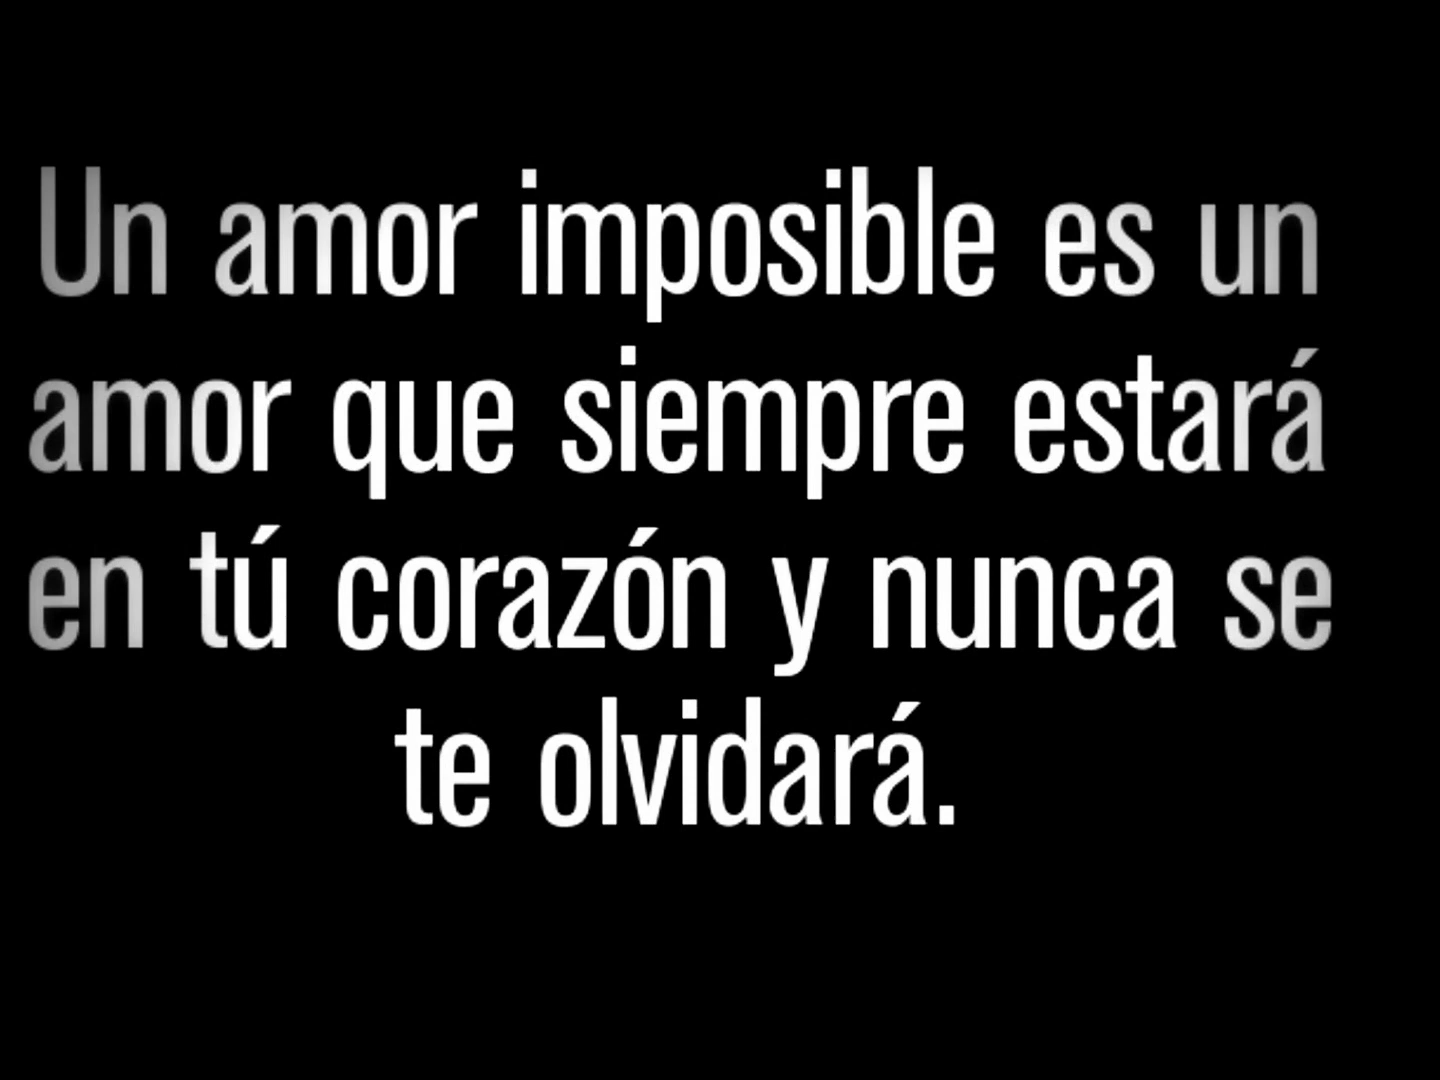 Un amor imposible es un
amor que siempre estará
en tú corazón y nunca se
te olvidará.